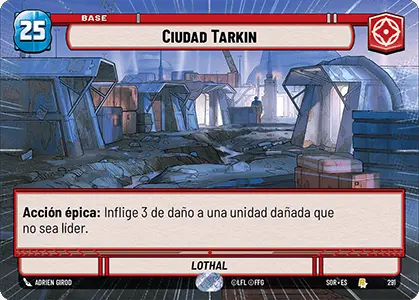 25
BASE
CIUDAD TARKIN
Acción épica: Inflige 3 de daño a una unidad dañada que
no sea líder.
LOTHAL
ADRIEN GIROD
©LFL ©FFG
SOR • ES
291